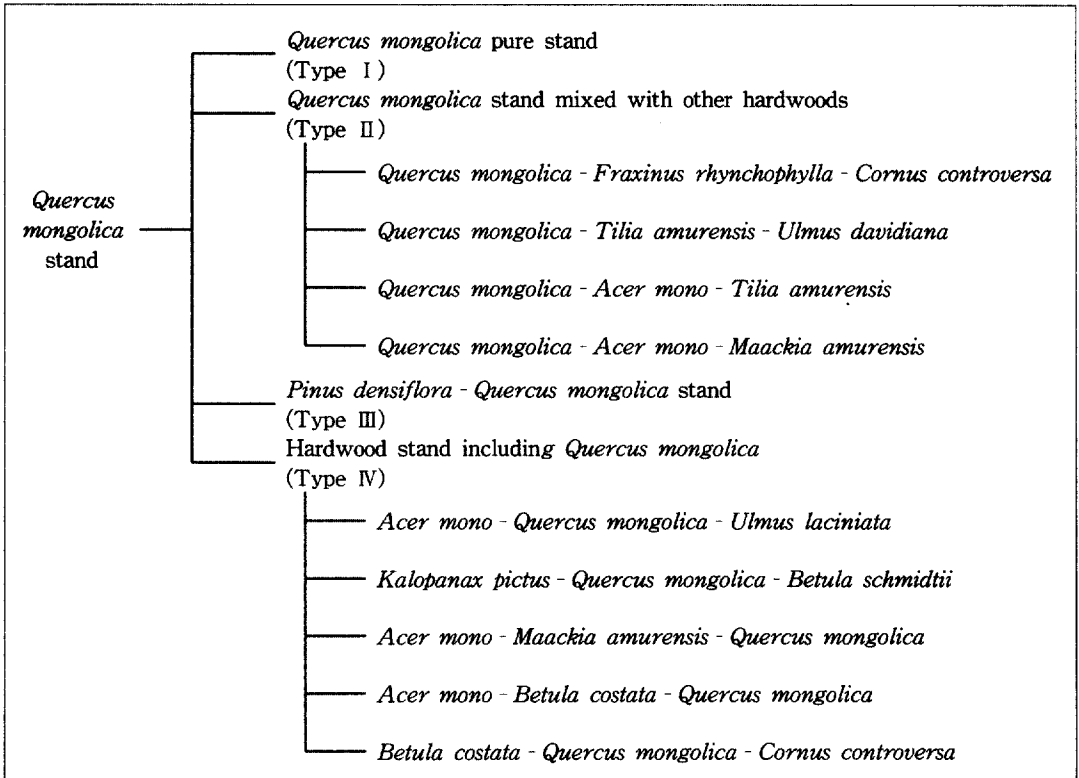 Quercus mongolica pure stand
(Type Ⅰ)
Quercus mongolica stand mixed with other hardwoods
(Type Ⅱ)
Quercus mongolica - Fraxinus rhynchophylla - Cornus controversa
Quercus mongolica - Tilia amurensis - Ulmus davidiana
Quercus mongolica - Acer mono - Tilia amurensis
Quercus mongolica - Acer mono - Maackia amurensis
Quercus
mongolica
stand
Pinus densiflora - Quercus mongolica stand
(Type Ⅲ)
Hardwood stand including Quercus mongolica
(Type Ⅳ)
Acer mono - Quercus mongolica - Ulmus laciniata
Kalopanax pictus - Quercus mongolica - Betula schmidtii
Acer mono - Maackia amurensis - Quercus mongolica
Acer mono - Betula costata - Quercus mongolica
Betula costata - Quercus mongolica - Cornus controversa